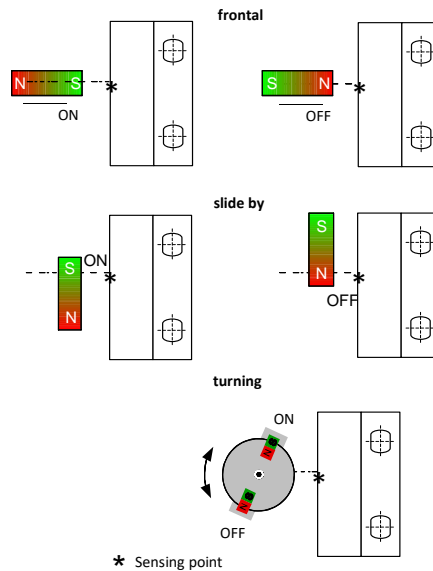 frontal
N S
*
ON
S N
*
OFF
slide by
S
N
ON
*
S
N
OFF
*
turning
ON
N
N
OFF
*
* Sensing point